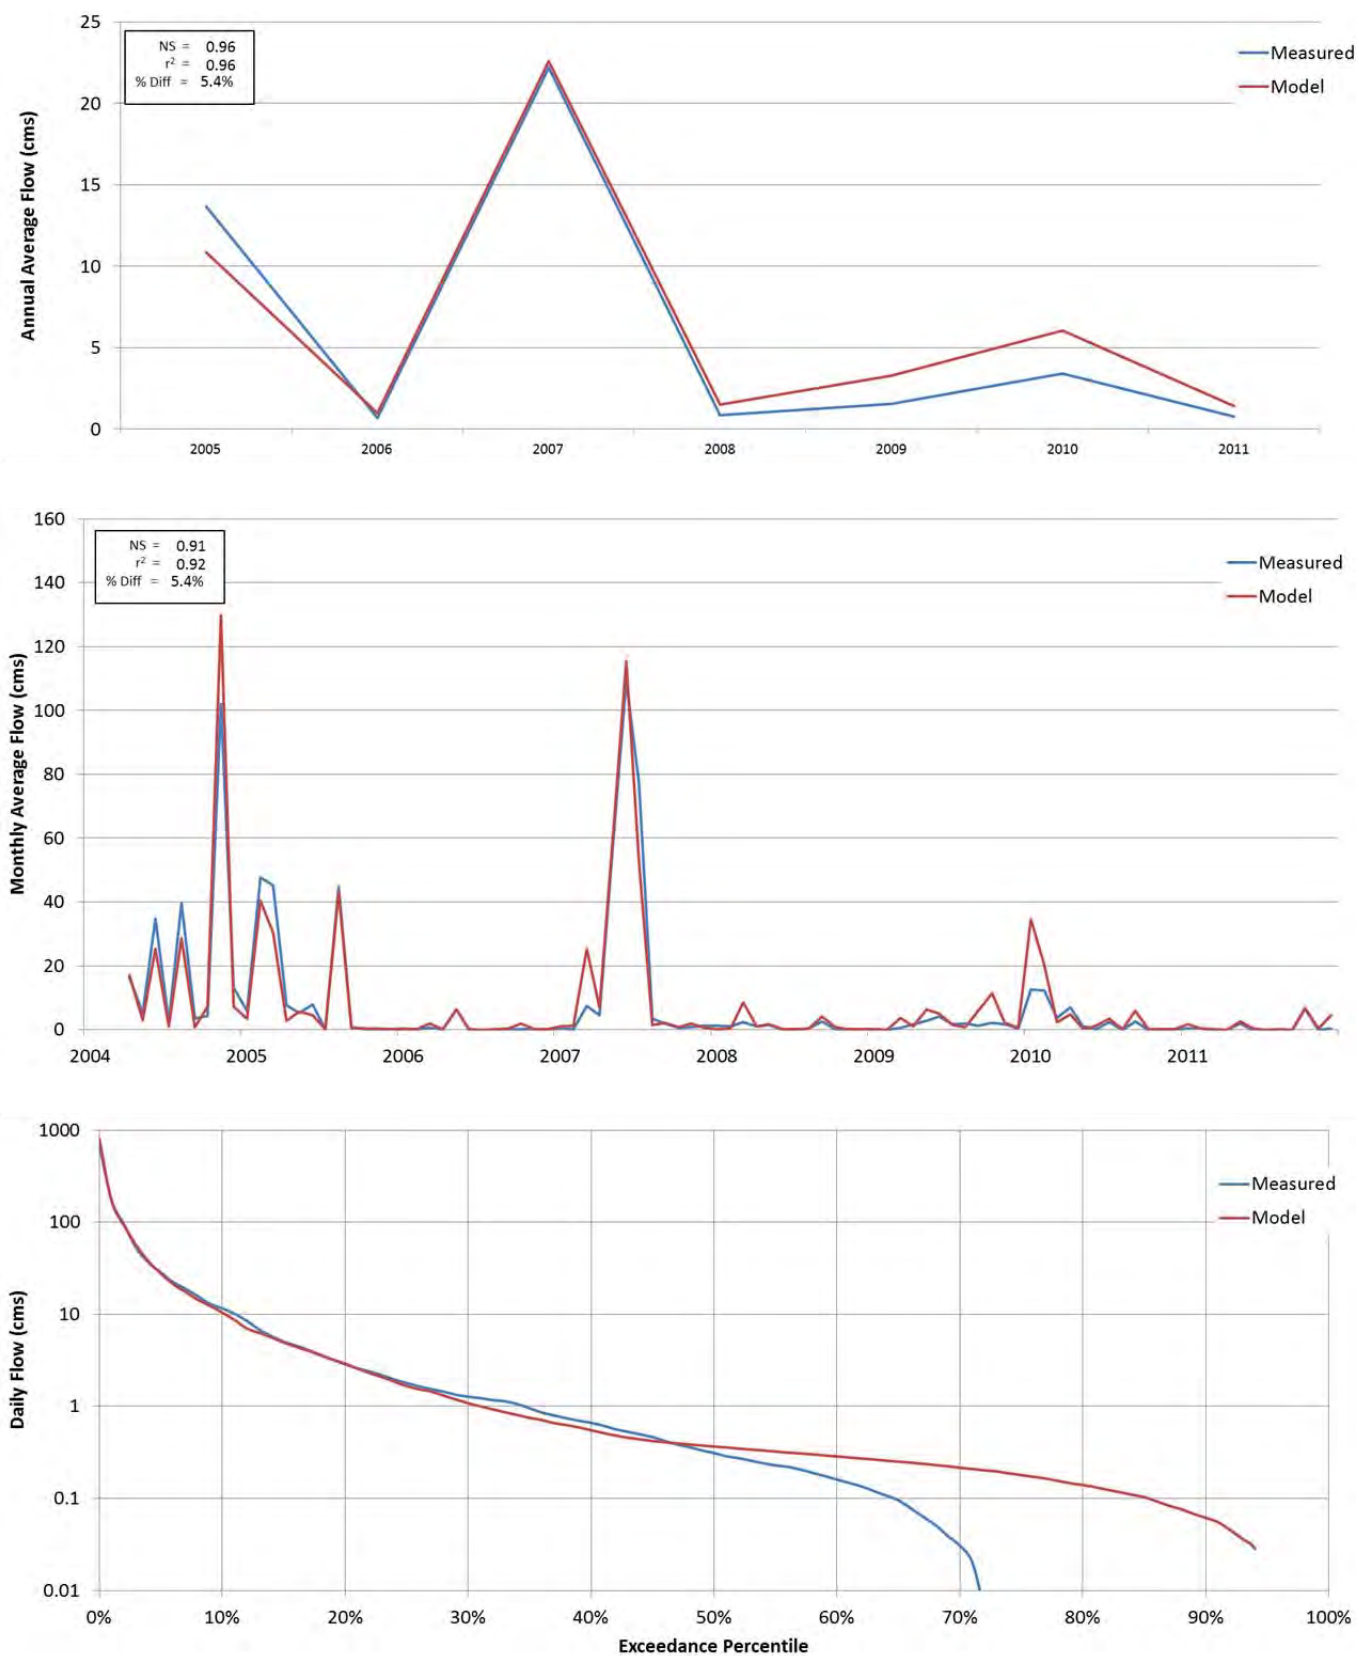 25
20
15
10
5
0
Annual Average Flow (cms)
NS = 0.96
r² = 0.96
% Diff = 5.4%
Measured
Model
2005 2006 2007 2008 2009 2010 2011
160
140
120
100
80
60
40
20
0
Monthly Average Flow (cms)
NS = 0.91
r² = 0.92
% Diff = 5.4%
Measured
Model
2004 2005 2006 2007 2008 2009 2010 2011
1000
100
10
1
0.1
0.01
Daily Flow (cms)
Measured
Model
0% 10% 20% 30% 40% 50% 60% 70% 80% 90% 100%
Exceedance Percentile